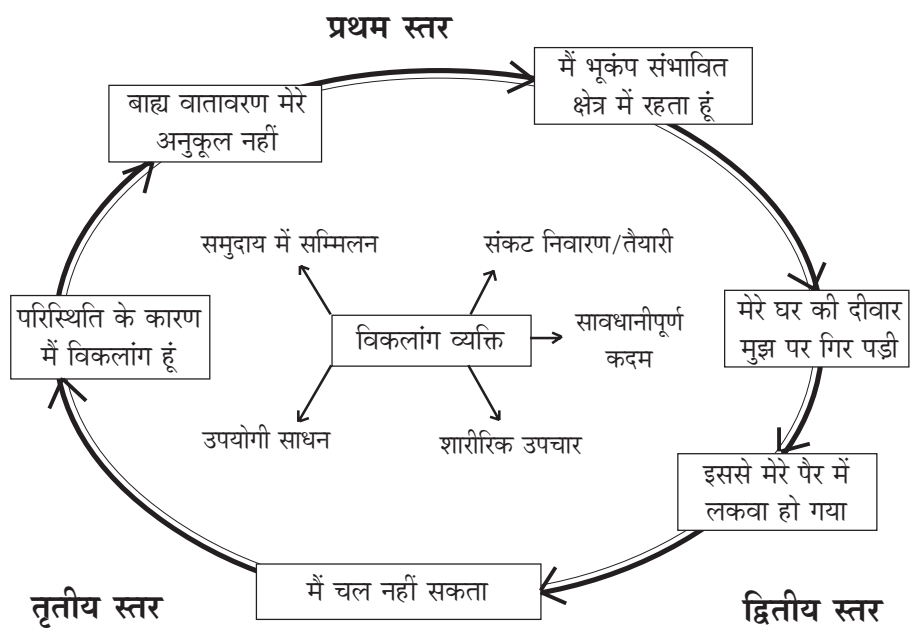 प्रथम स्तर
मैं भूकंप संभावित
क्षेत्र में रहता हूं
बाह्य वातावरण मेरे
अनुकूल नहीं
समुदाय में सम्मिलन
संकट निवारण/तैयारी
परिस्थिति के कारण
मैं विकलांग हूं
विकलांग व्यक्ति
सावधानीपूर्ण
कदम
मेरे घर की दीवार
मुझ पर गिर पड़ी
उपयोगी साधन
शारीरिक उपचार
इससे मेरे पैर में
लकवा हो गया
मैं चल नहीं सकता
तृतीय स्तर
द्वितीय स्तर